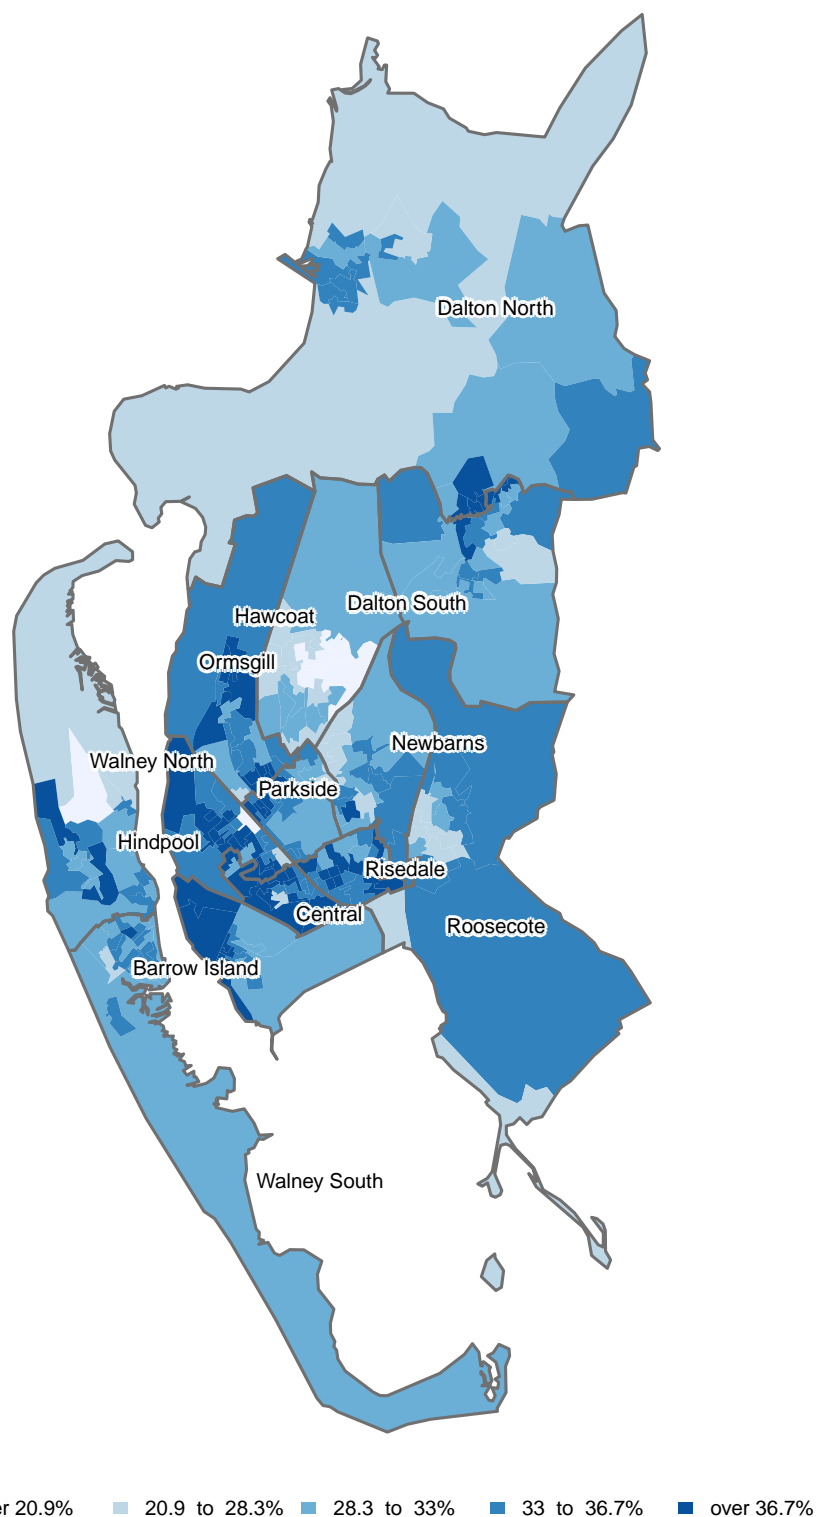 Dalton North
Dalton South
Hawcoat
Ormsgill
Newbarns
Walney North
Parkside
Hindpool
Risedale
Central
Roosecote
Barrow Island
Walney South
er 20.9% 20.9 to 28.3% 28.3 to 33% 33 to 36.7% over 36.7%